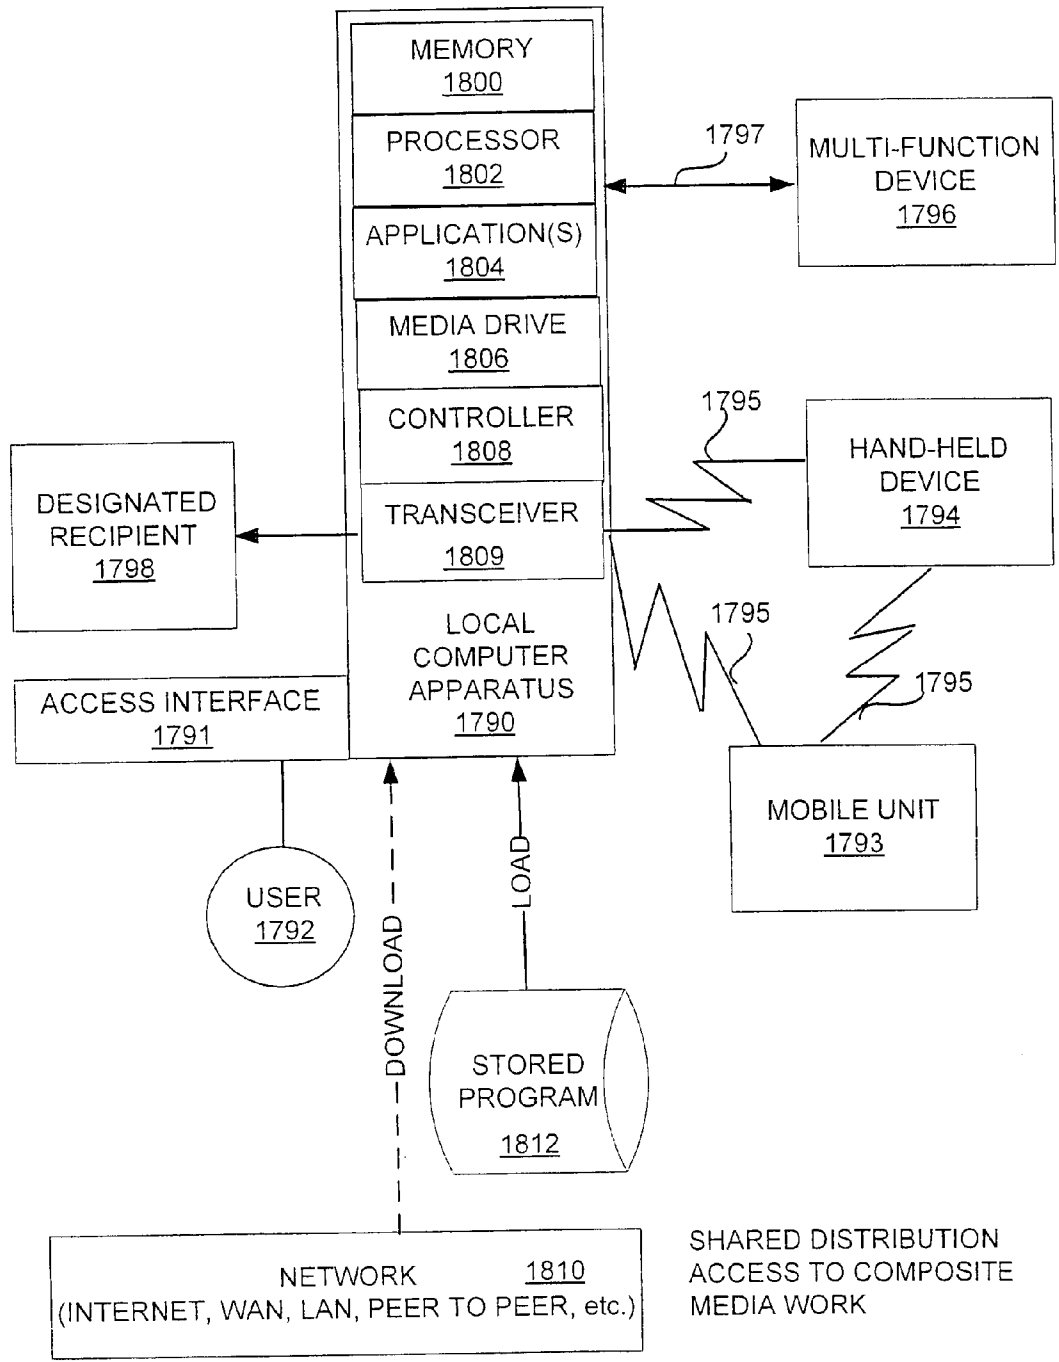 MEMORY
1800
PROCESSOR
1802
APPLICATION(S)
1804
MEDIA DRIVE
1806
CONTROLLER
1808
TRANSCEIVER
1809
LOCAL
COMPUTER
APPARATUS
1790
1797
MULTI-FUNCTION
DEVICE
1796
1795
HAND-HELD
DEVICE
1794
DESIGNATED
RECIPIENT
1798
1795
1795
ACCESS INTERFACE
1791
MOBILE UNIT
1793
USER
1792
DOWNLOAD
LOAD
STORED
PROGRAM
1812
NETWORK 1810
(INTERNET, WAN, LAN, PEER TO PEER, etc.)
SHARED DISTRIBUTION
ACCESS TO COMPOSITE
MEDIA WORK